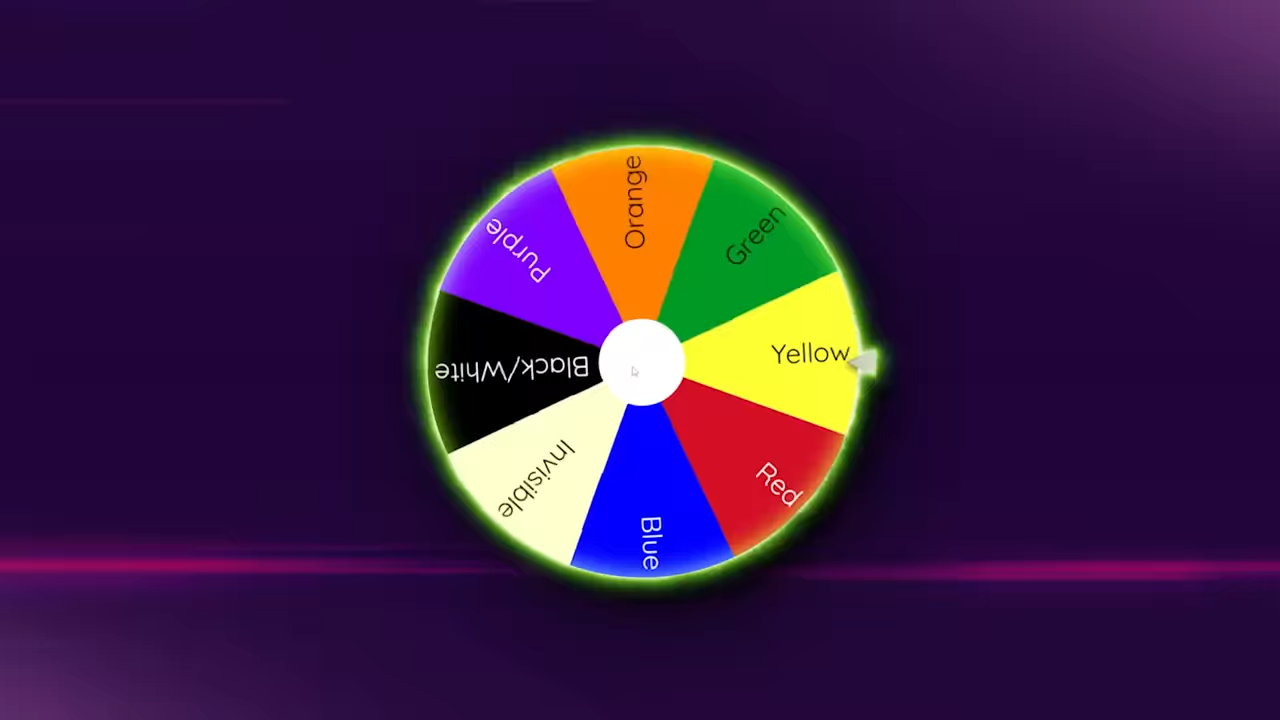 Orange
Green
Purple
Yellow
Black/White
Invisible
Red
Blue